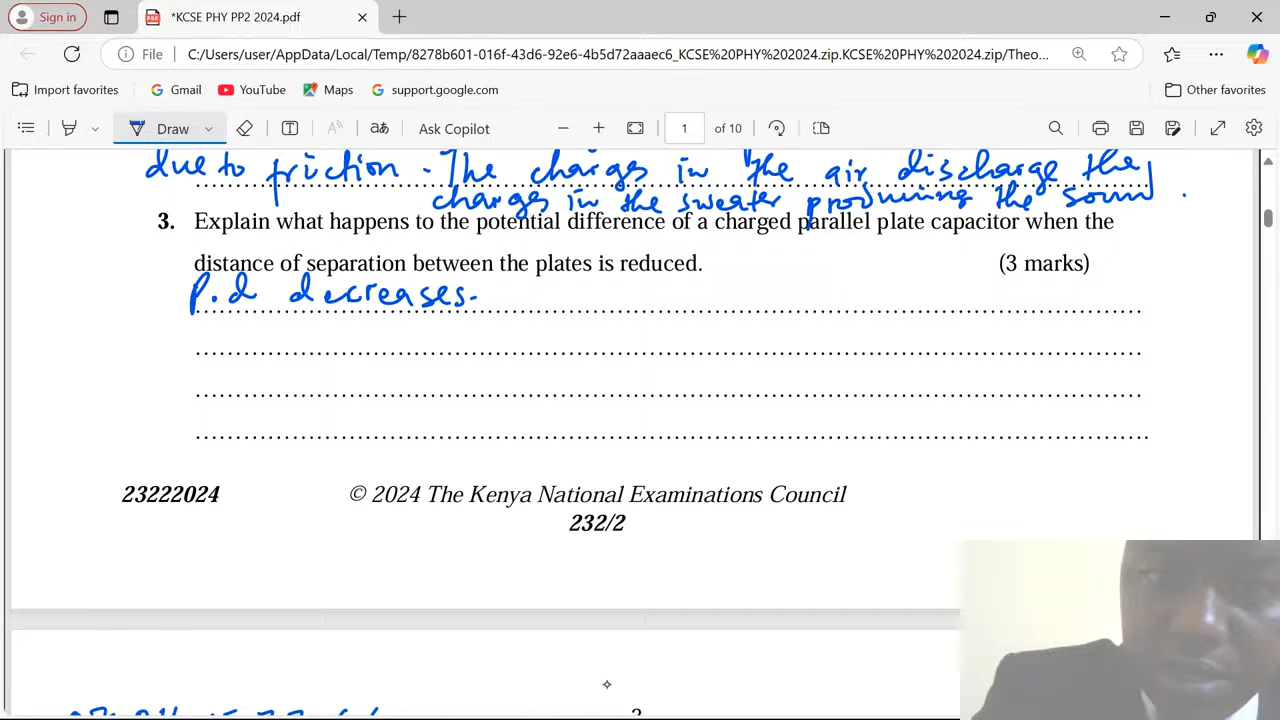 Sign in
*KCSE PHY PP2 2024.pdf
File
C:/Users/user/AppData/Local/Temp/8278b601-016f-43d6-92e6-4b5d72aaaec6_KCSE%20PHY%202024.zip.KCSE%20PHY%202024.zip/Theo...
Import favorites
Gmail
YouTube
Maps
support.google.com
Other favorites
Draw
Ask Copilot
1 of 10
due to friction. The charges in the air discharge the
charges in the sweater producing the soun
3. Explain what happens to the potential difference of a charged parallel plate capacitor when the
distance of separation between the plates is reduced. (3 marks)
P.d decreases.
23222024 © 2024 The Kenya National Examinations Council
232/2